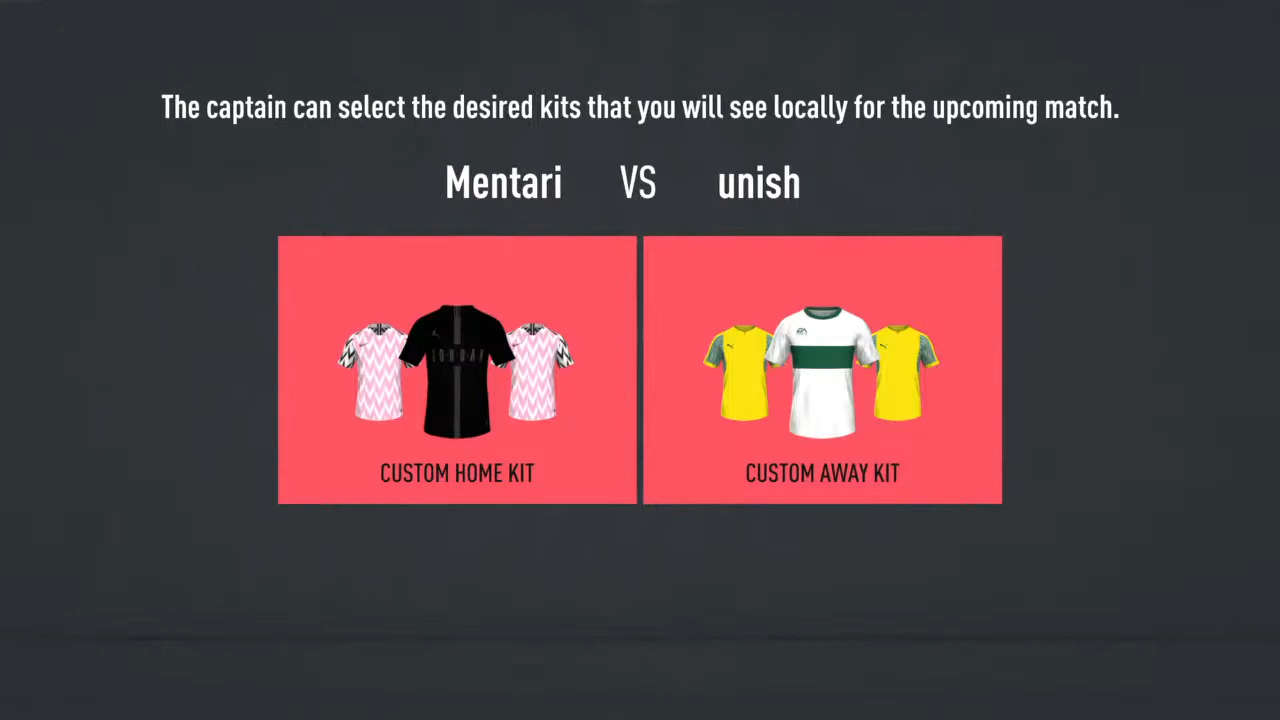 The captain can select the desired kits that you will see locally for the upcoming match.
Mentari VS unish
JORDAN
CUSTOM HOME KIT
CUSTOM AWAY KIT